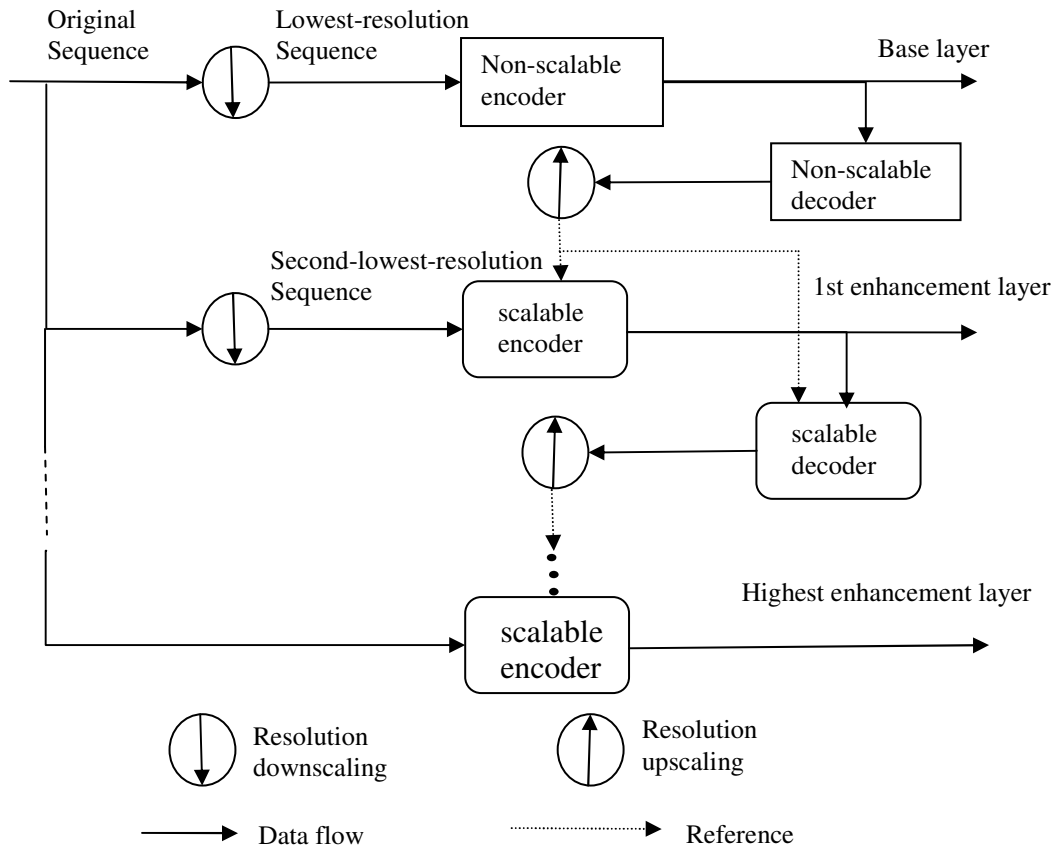 Original
Sequence
Lowest-resolution
Sequence
Non-scalable
encoder
Base layer
Non-scalable
decoder
Second-lowest-resolution
Sequence
scalable
encoder
1st enhancement layer
scalable
decoder
Highest enhancement layer
scalable
encoder
Resolution
downscaling
Resolution
upscaling
Data flow
Reference